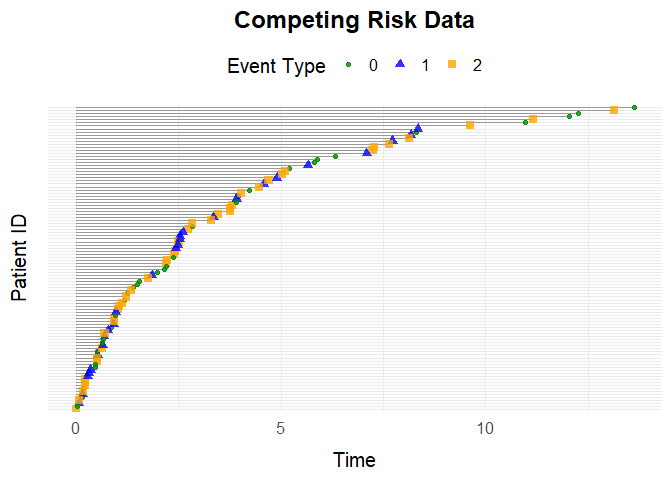 Competing Risk Data
Event Type 0 1 2
Patient ID
0 5 10
Time